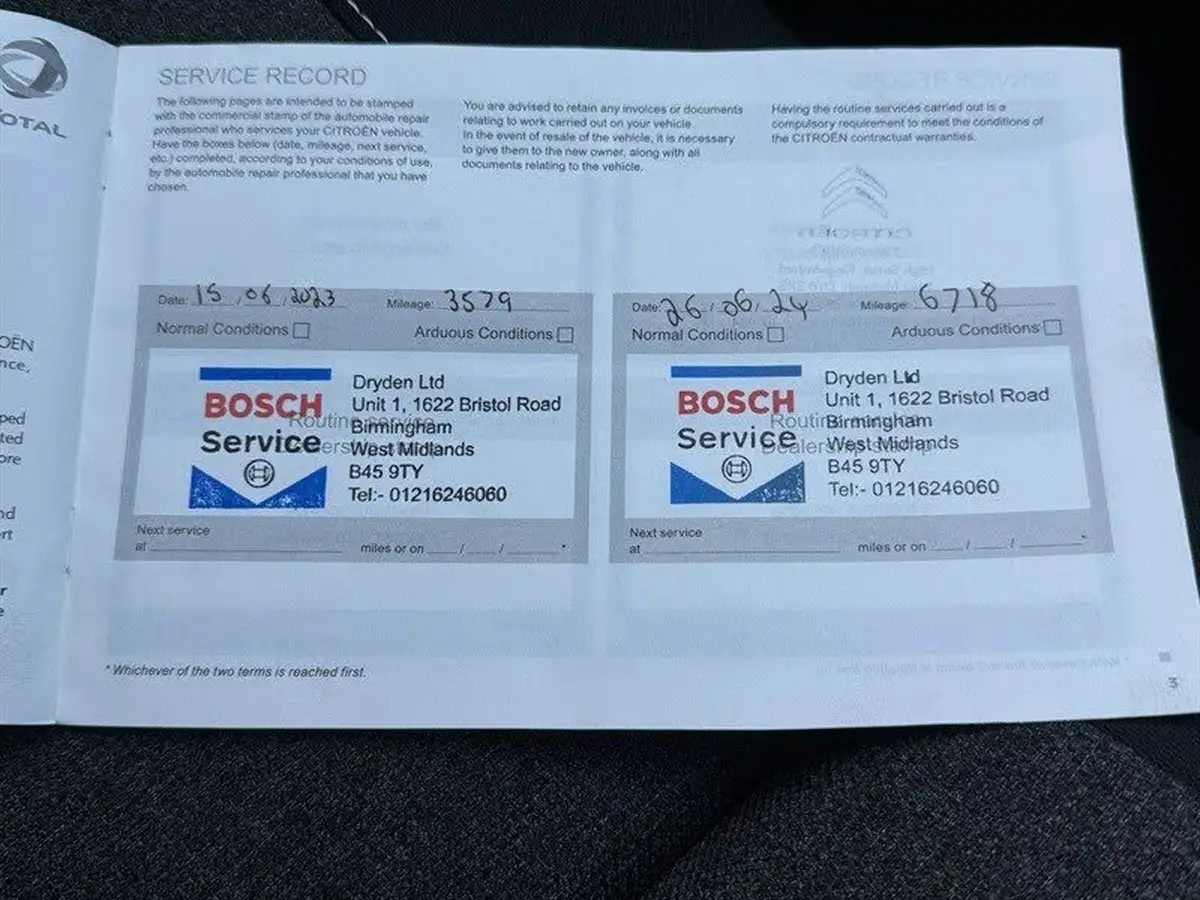 TOTAL
SERVICE RECORD
The following pages are intended to be stamped
with the commercial stamp of the automobile repair
professional who services your CITROËN vehicle.
Have the boxes below (date, mileage, next service,
etc.) completed, according to your conditions of use,
by the automobile repair professional that you have
chosen.
You are advised to retain any invoices or documents
relating to work carried out on your vehicle.
In the event of resale of the vehicle, it is necessary
to give them to the new owner, along with all
documents relating to the vehicle.
Having the routine services carried out is a
compulsory requirement to meet the conditions of
the CITROËN contractual warranties.
Date: 15 / 06 / 2023 Mileage: 3579
Normal Conditions Arduous Conditions
BOSCH
Service
Routine service
Dealership stamp
Dryden Ltd
Unit 1, 1622 Bristol Road
Birmingham
West Midlands
B45 9TY
Tel:- 01216246060
Next service
at miles or on / / *
Date: 26 / 06 / 24 Mileage: 6718
Normal Conditions Arduous Conditions
BOSCH
Service
Routine service
Dealership stamp
Dryden Ltd
Unit 1, 1622 Bristol Road
Birmingham
West Midlands
B45 9TY
Tel:- 01216246060
Next service
at miles or on / / *
* Whichever of the two terms is reached first.
3